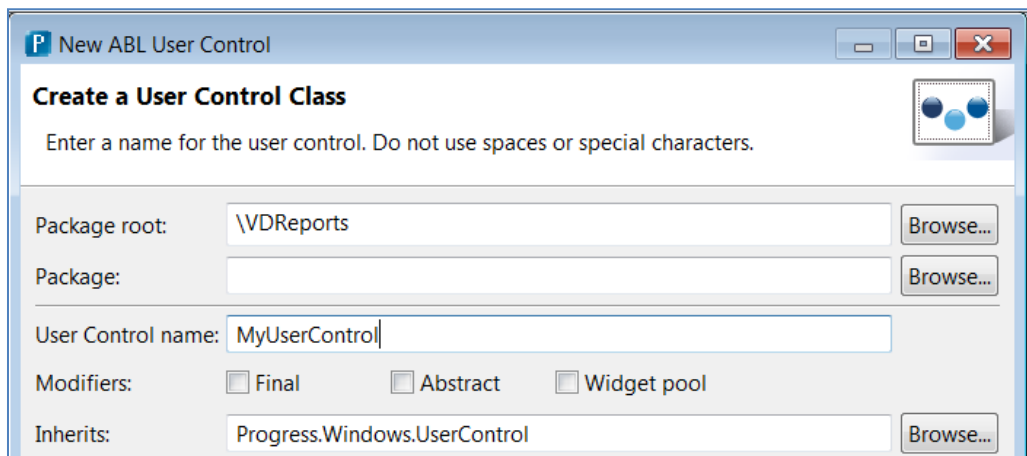 P New ABL User Control
Create a User Control Class
Enter a name for the user control. Do not use spaces or special characters.
Package root: \VDReports Browse...
Package: Browse...
User Control name: MyUserControl
Modifiers: Final Abstract Widget pool
Inherits: Progress.Windows.UserControl Browse...